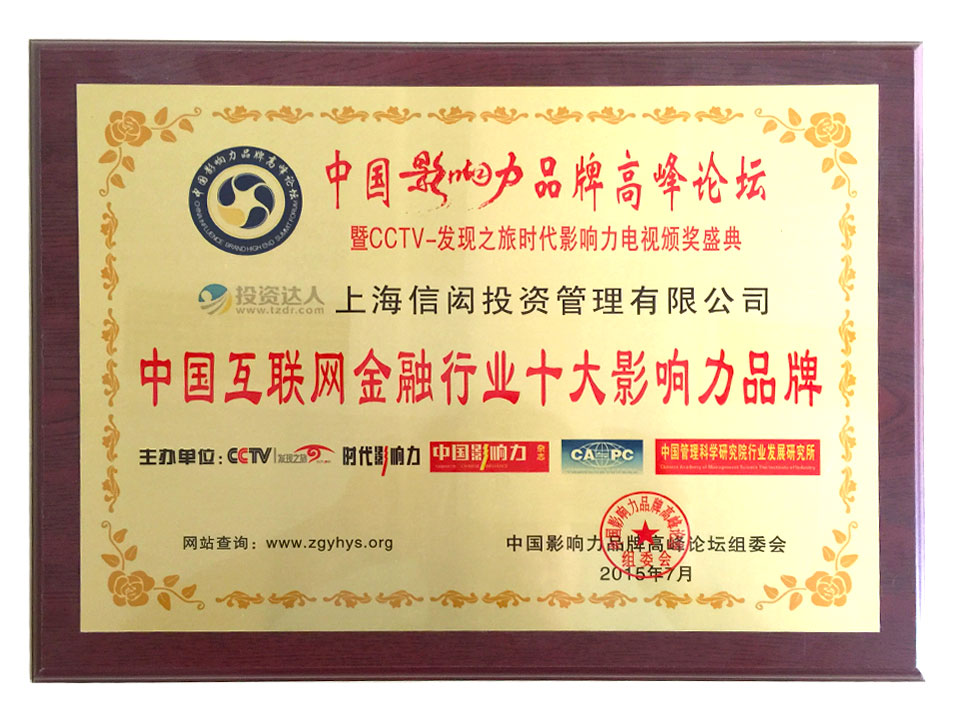 中国影响力品牌高峰论坛
CHINA INFLUENCE BRAND HIGH END SUMMIT FORUM
中国影响力品牌高峰论坛
暨CCTV-发现之旅时代影响力电视颁奖盛典
投资达人
www.tzdr.com
上海信闳投资管理有限公司
中国互联网金融行业十大影响力品牌
主办单位:CCTV 发现之旅 时代影响力 中国影响力 杂志 CAPC 中国管理科学研究院行业发展研究所
网站查询:www.zgyhys.org
中国影响力品牌高峰论坛组委会
2015年7月
中国影响力品牌高峰论坛
组委会